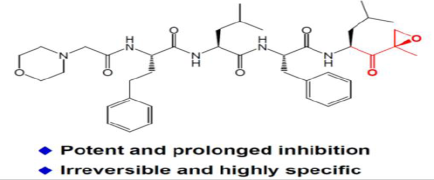 O O
H H O
N N
N N N
H H
O O O O
Potent and prolonged inhibition
Irreversible and highly specific